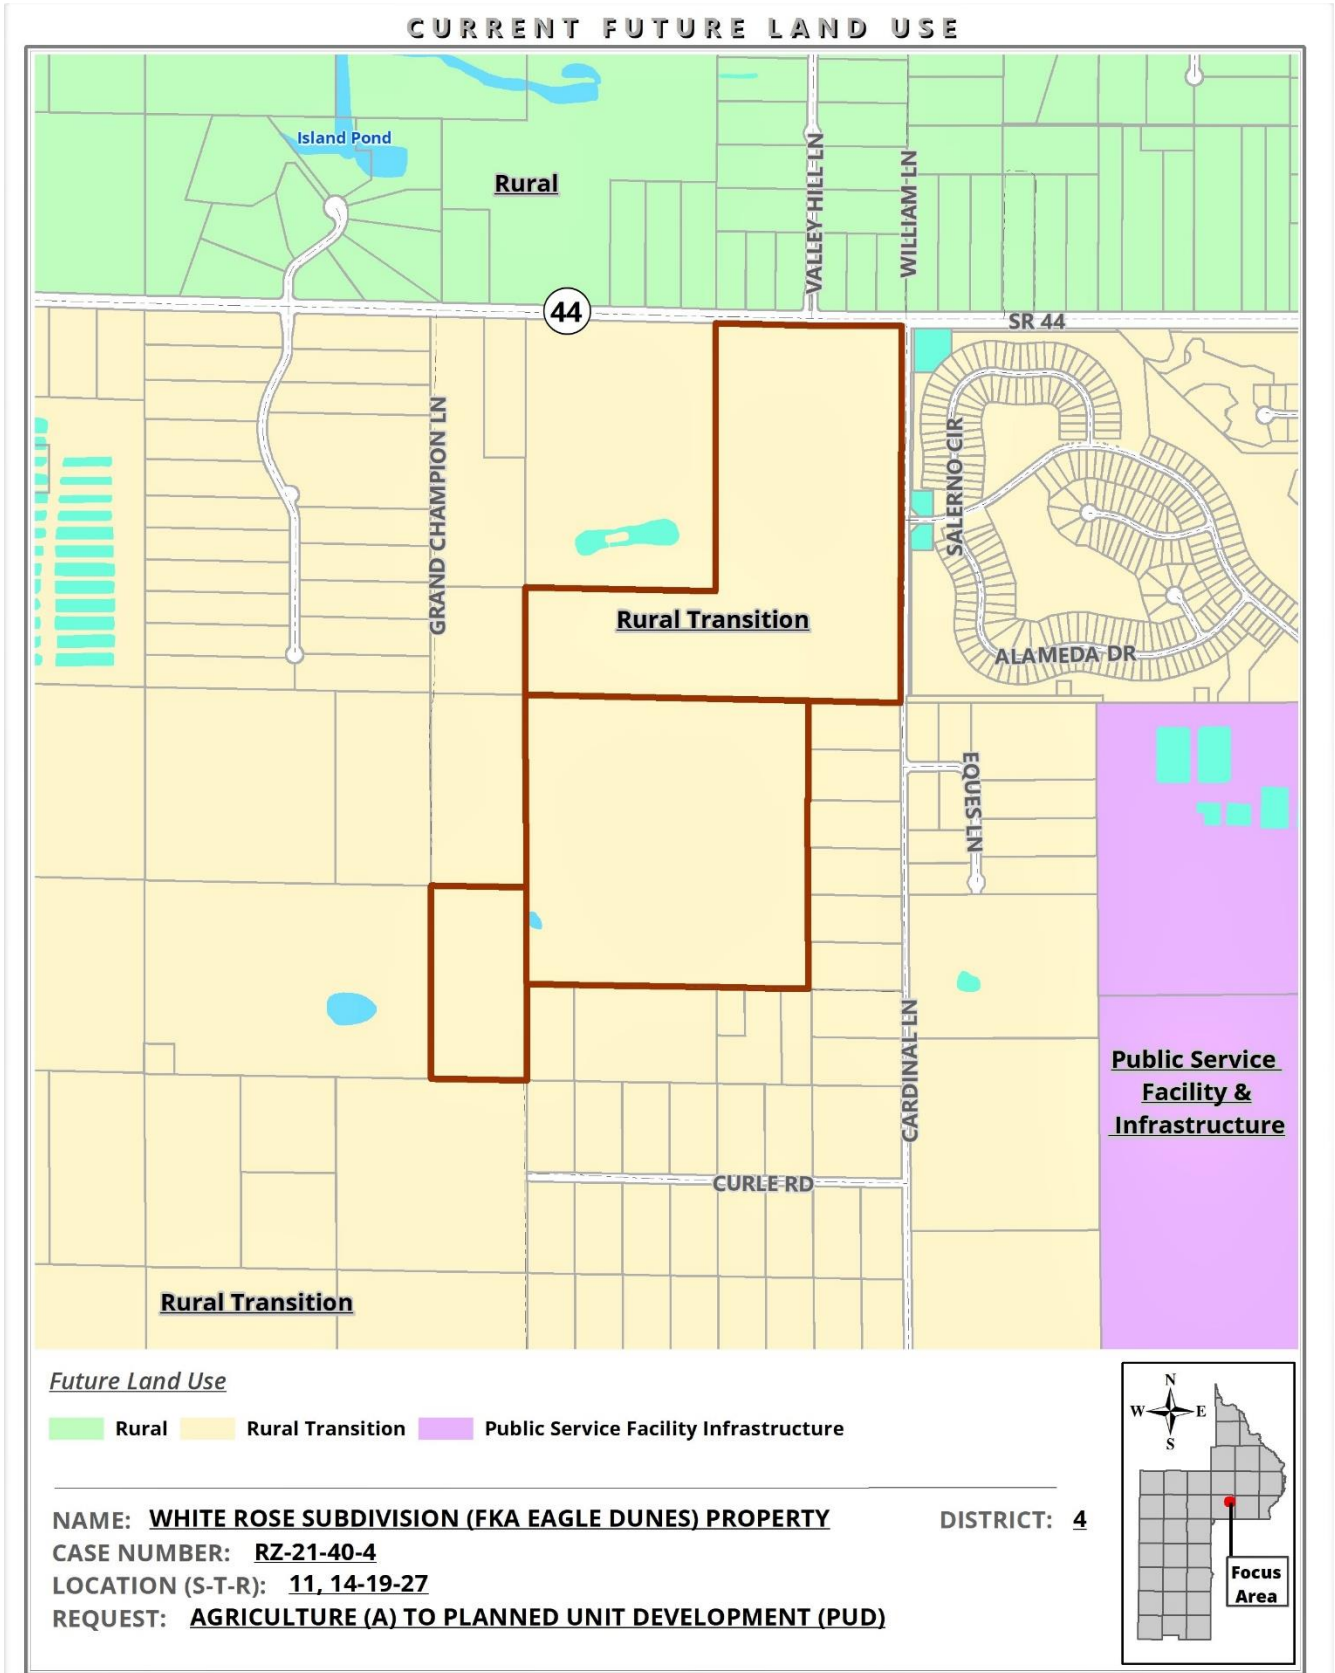 CURRENT FUTURE LAND USE
Island Pond
Rural
VALLEY HILL LN
WILLIAM LN
44
SR 44
GRAND CHAMPION LN
SALERNO CIR
Rural Transition
ALAMEDA DR
EQUES LN
CARDINAL LN
Public Service
Facility &
Infrastructure
CURLE RD
Rural Transition
Future Land Use
Rural
Rural Transition
Public Service Facility Infrastructure
N
W
E
S
Focus
Area
NAME: WHITE ROSE SUBDIVISION (FKA EAGLE DUNES) PROPERTY DISTRICT: 4
CASE NUMBER: RZ-21-40-4
LOCATION (S-T-R): 11, 14-19-27
REQUEST: AGRICULTURE (A) TO PLANNED UNIT DEVELOPMENT (PUD)